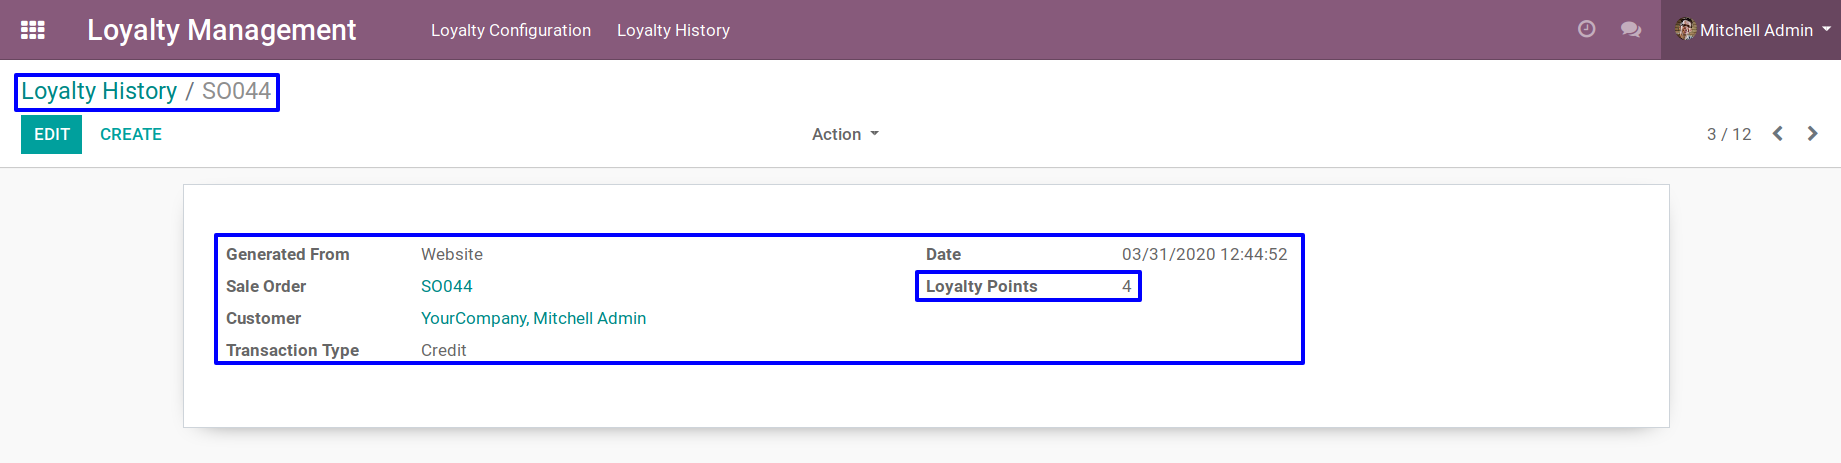 Loyalty Management Loyalty Configuration Loyalty History Mitchell Admin
Loyalty History / SO044
EDIT CREATE Action 3 / 12
Generated From Website Date 03/31/2020 12:44:52
Sale Order SO044 Loyalty Points 4
Customer YourCompany, Mitchell Admin
Transaction Type Credit